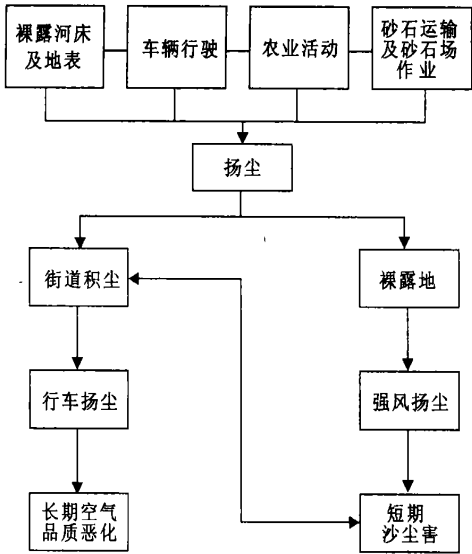 裸露河床
及地表
车辆行驶
农业活动
砂石运输
及砂石场
作业
扬尘
街道积尘
裸露地
行车扬尘
强风扬尘
长期空气
品质恶化
短期
沙尘害